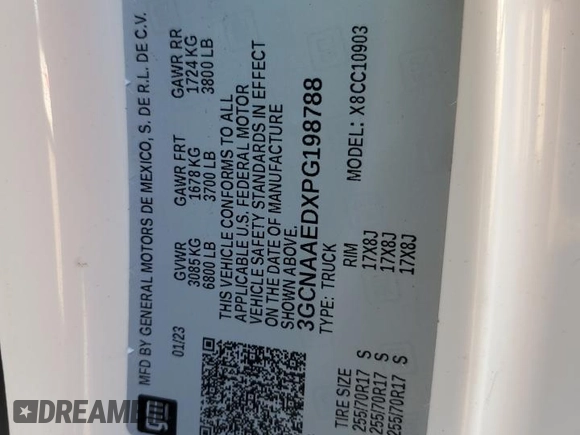 MFD BY GENERAL MOTORS DE MEXICO, S. DE R.L. DE C.V.
01/23
GVWR GAWR FRT GAWR RR
3085 KG 1678 KG 1724 KG
6800 LB 3700 LB 3800 LB
THIS VEHICLE CONFORMS TO ALL
APPLICABLE U.S. FEDERAL MOTOR
VEHICLE SAFETY STANDARDS IN EFFECT
ON THE DATE OF MANUFACTURE
SHOWN ABOVE.
3GCNAAEDXPG198788
TYPE: TRUCK MODEL: X8CC10903
TIRE SIZE RIM
255/70R17 S 17X8J
255/70R17 S 17X8J
255/70R17 S 17X8J
gm
DREAMB